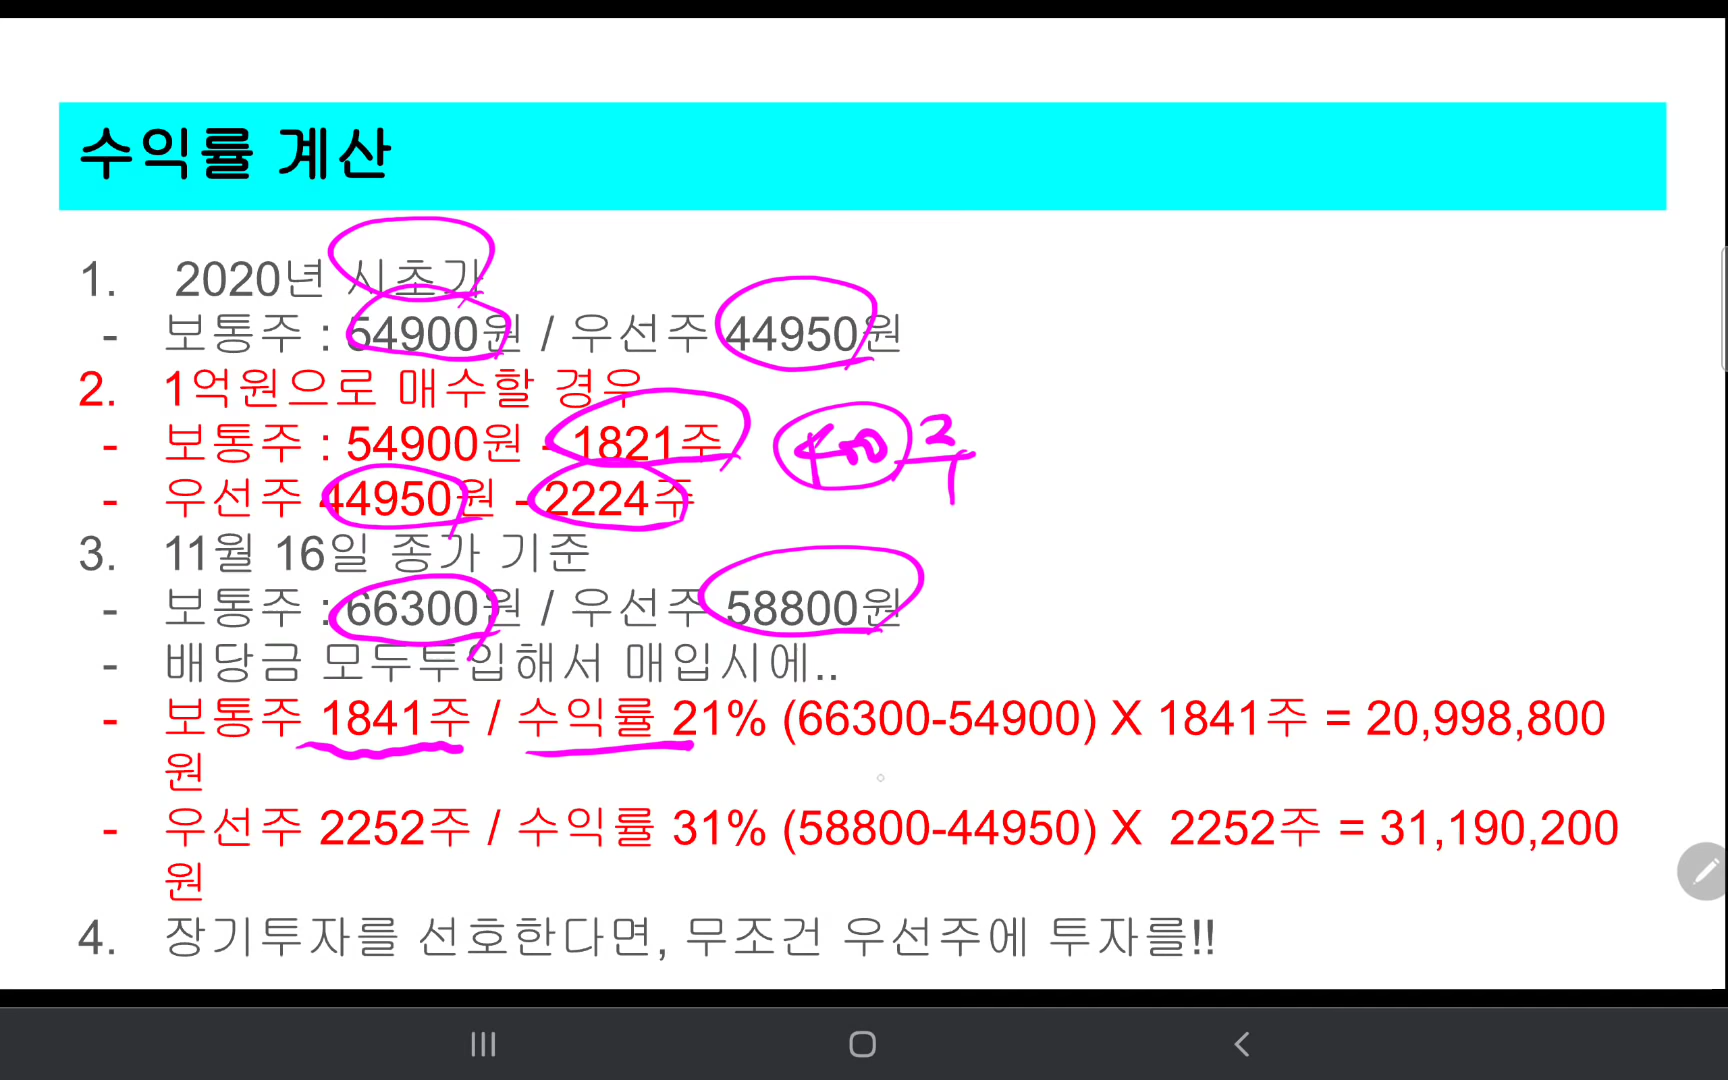 수익률 계산
1. 2020년 시초가
- 보통주 : 54900원 / 우선주 44950원
2. 1억원으로 매수할 경우
- 보통주 : 54900원 - 1821주
400주
- 우선주 44950원 - 2224주
3. 11월 16일 종가 기준
- 보통주 : 66300원 / 우선주 58800원
- 배당금 모두투입해서 매입시에..
- 보통주 1841주 / 수익률 21% (66300-54900) X 1841주 = 20,998,800
원
- 우선주 2252주 / 수익률 31% (58800-44950) X 2252주 = 31,190,200
원
4. 장기투자를 선호한다면, 무조건 우선주에 투자를!!